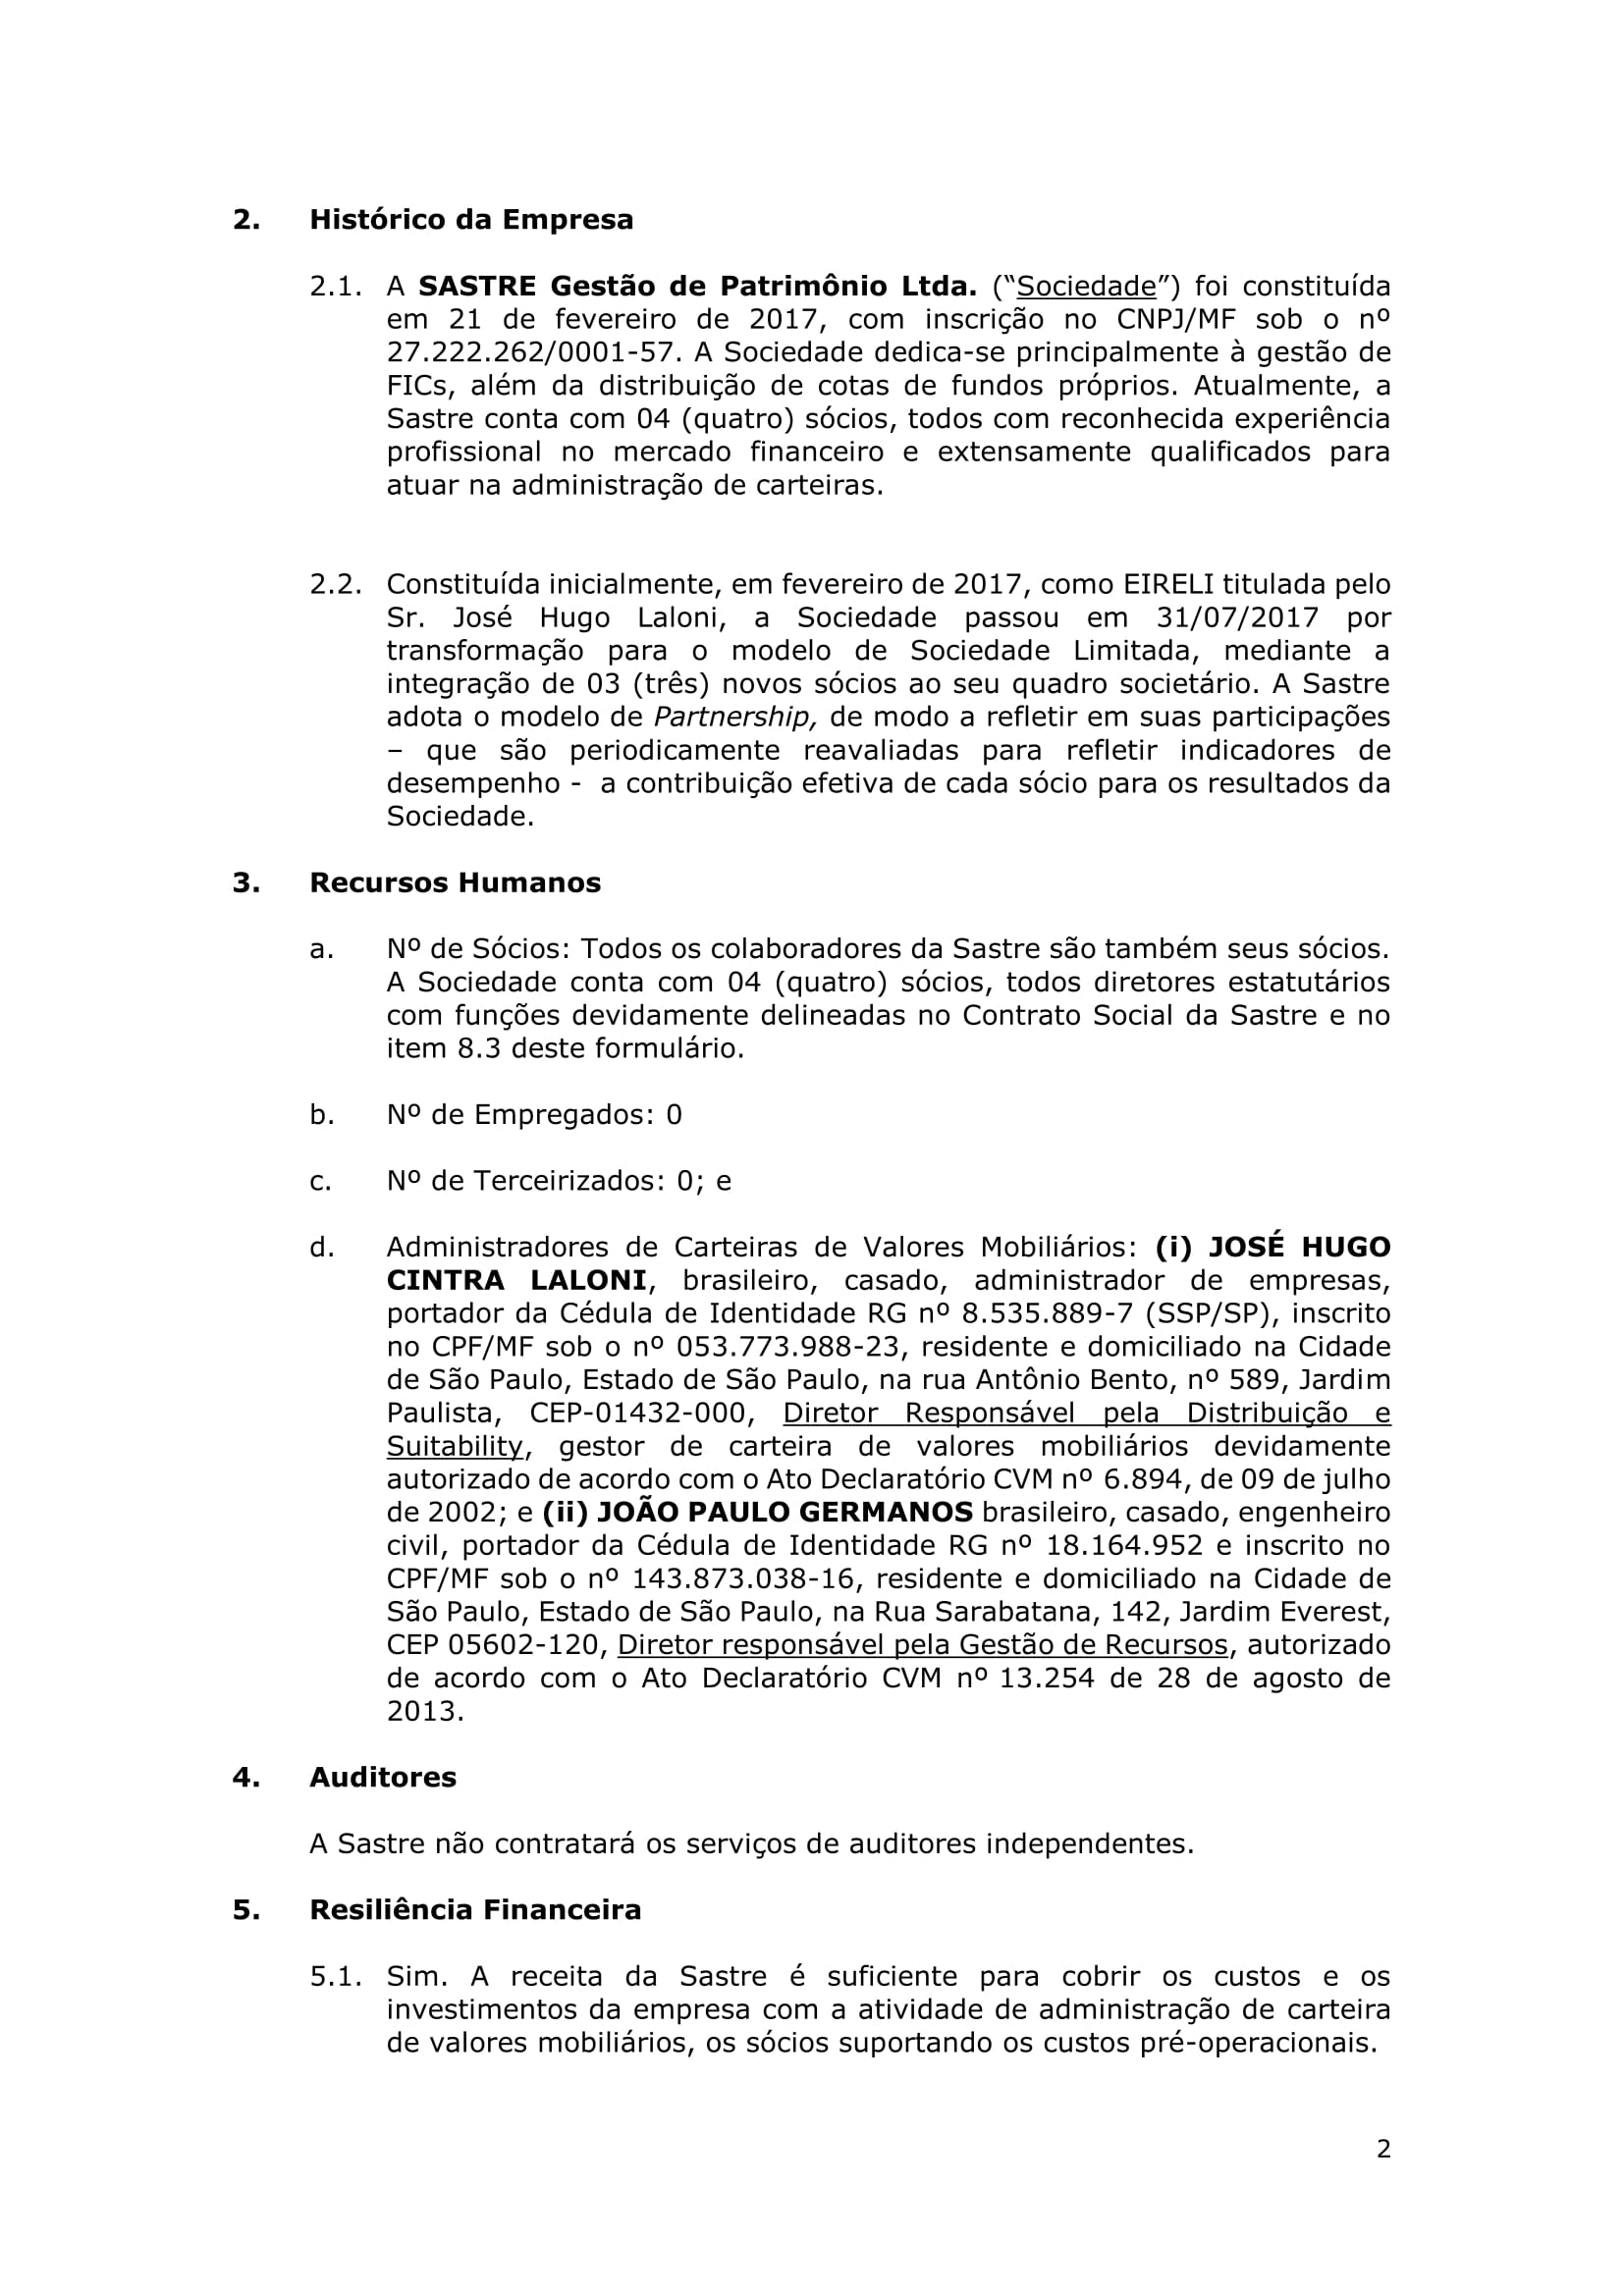 2. Histórico da Empresa
2.1. A SASTRE Gestão de Patrimônio Ltda. (“Sociedade”) foi constituída
em 21 de fevereiro de 2017, com inscrição no CNPJ/MF sob o nº
27.222.262/0001-57. A Sociedade dedica-se principalmente à gestão de
FICs, além da distribuição de cotas de fundos próprios. Atualmente, a
Sastre conta com 04 (quatro) sócios, todos com reconhecida experiência
profissional no mercado financeiro e extensamente qualificados para
atuar na administração de carteiras.
2.2. Constituída inicialmente, em fevereiro de 2017, como EIRELI titulada pelo
Sr. José Hugo Laloni, a Sociedade passou em 31/07/2017 por
transformação para o modelo de Sociedade Limitada, mediante a
integração de 03 (três) novos sócios ao seu quadro societário. A Sastre
adota o modelo de Partnership, de modo a refletir em suas participações
– que são periodicamente reavaliadas para refletir indicadores de
desempenho - a contribuição efetiva de cada sócio para os resultados da
Sociedade.
3. Recursos Humanos
a. Nº de Sócios: Todos os colaboradores da Sastre são também seus sócios.
A Sociedade conta com 04 (quatro) sócios, todos diretores estatutários
com funções devidamente delineadas no Contrato Social da Sastre e no
item 8.3 deste formulário.
b. Nº de Empregados: 0
c. Nº de Terceirizados: 0; e
d. Administradores de Carteiras de Valores Mobiliários: (i) JOSÉ HUGO
CINTRA LALONI, brasileiro, casado, administrador de empresas,
portador da Cédula de Identidade RG nº 8.535.889-7 (SSP/SP), inscrito
no CPF/MF sob o nº 053.773.988-23, residente e domiciliado na Cidade
de São Paulo, Estado de São Paulo, na rua Antônio Bento, nº 589, Jardim
Paulista, CEP-01432-000, Diretor Responsável pela Distribuição e
Suitability, gestor de carteira de valores mobiliários devidamente
autorizado de acordo com o Ato Declaratório CVM nº 6.894, de 09 de julho
de 2002; e (ii) JOÃO PAULO GERMANOS brasileiro, casado, engenheiro
civil, portador da Cédula de Identidade RG nº 18.164.952 e inscrito no
CPF/MF sob o nº 143.873.038-16, residente e domiciliado na Cidade de
São Paulo, Estado de São Paulo, na Rua Sarabatana, 142, Jardim Everest,
CEP 05602-120, Diretor responsável pela Gestão de Recursos, autorizado
de acordo com o Ato Declaratório CVM nº 13.254 de 28 de agosto de
2013.
4. Auditores
A Sastre não contratará os serviços de auditores independentes.
5. Resiliência Financeira
5.1. Sim. A receita da Sastre é suficiente para cobrir os custos e os
investimentos da empresa com a atividade de administração de carteira
de valores mobiliários, os sócios suportando os custos pré-operacionais.
2